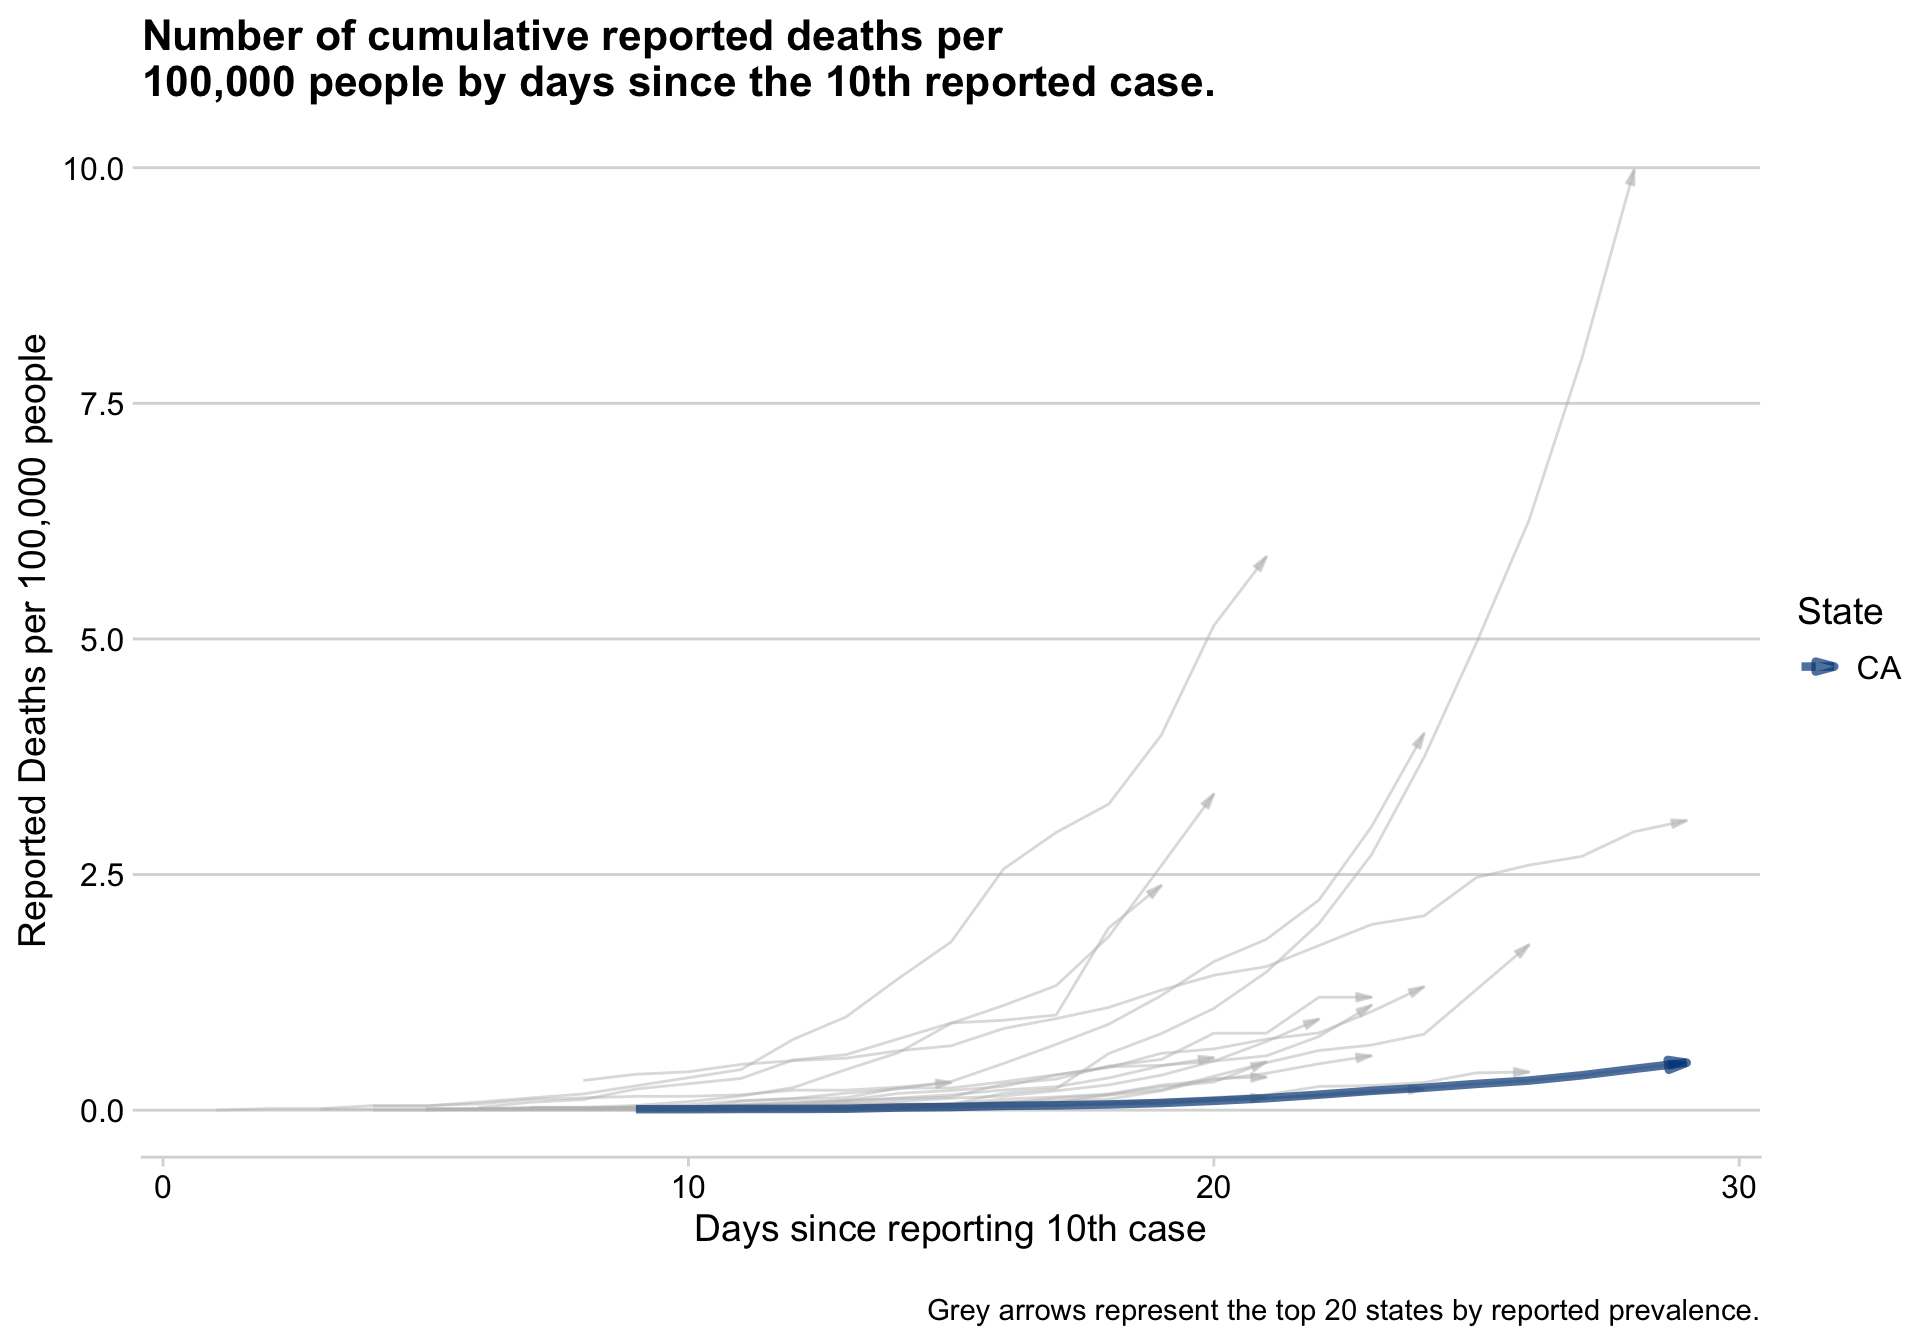 Number of cumulative reported deaths per
100,000 people by days since the 10th reported case.
Reported Deaths per 100,000 people
10.0
7.5
5.0
2.5
0.0
0
10
20
30
Days since reporting 10th case
State
CA
Grey arrows represent the top 20 states by reported prevalence.